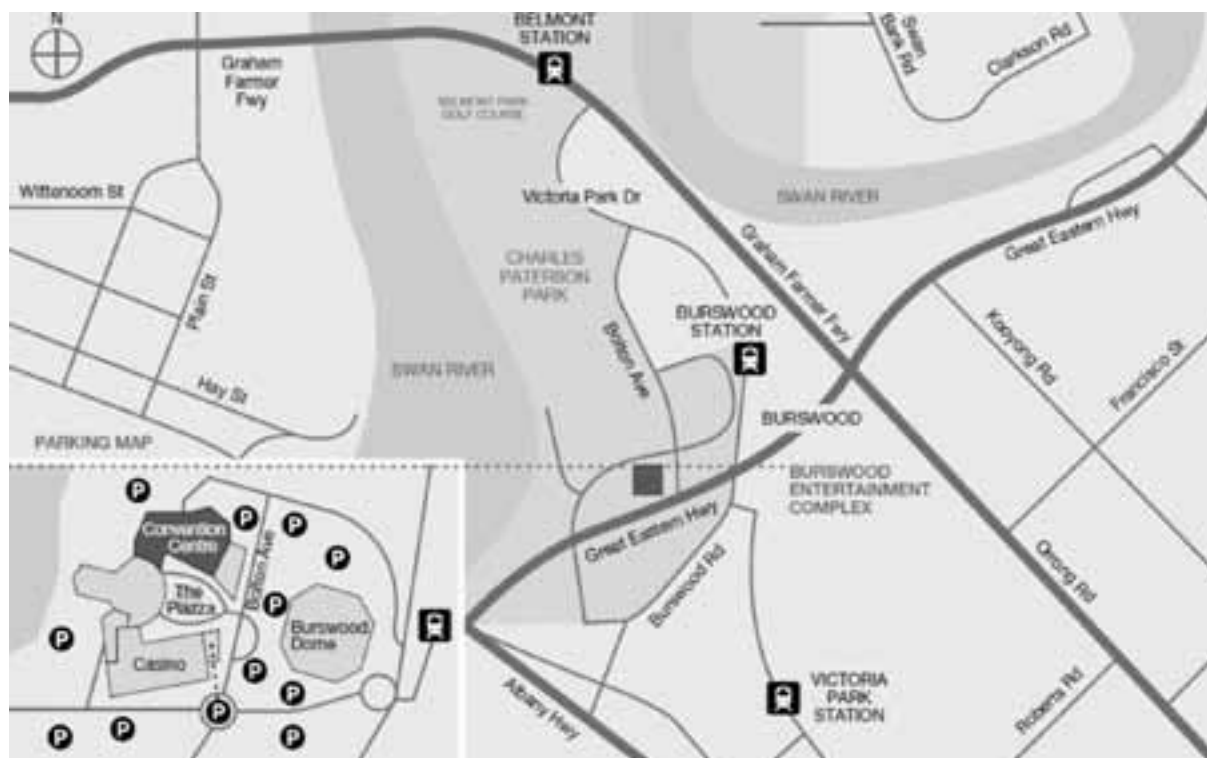 N
BELMONT
STATION
Swan
Bank Rd
Clarkson Rd
Graham
Farmor
Fwy
BELMONT PARK
GOLF COURSE
Wittenoom St
Victoria Park Dr
SWAN RIVER
Great Eastern Hwy
Graham Farmer Fwy
CHARLES
PATERSON
PARK
Plain St
BURSWOOD
STATION
Bolton Ave
Kooyong Rd
Francisco St
SWAN RIVER
Hay St
BURSWOOD
PARKING MAP
BURSWOOD
ENTERTAINMENT
COMPLEX
Great Eastern Hwy
Burswood Rd
Orrong Rd
P
P
P
P
Convention
Centre
Bolton Ave
The
Piazza
P
Burswood
Dome
P
Casino
P
P
P
P
P
P
Albany Hwy
VICTORIA
PARK
STATION
Roberts Rd